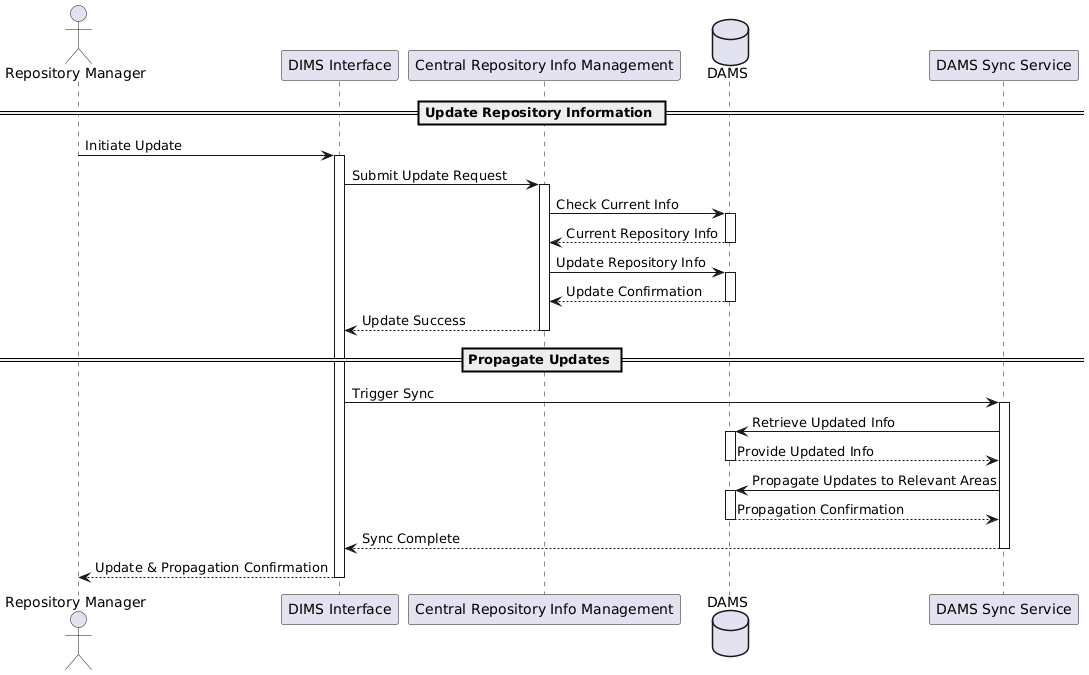 Repository Manager
DIMS Interface
Central Repository Info Management
DAMS
DAMS Sync Service
Update Repository Information
Initiate Update
Submit Update Request
Check Current Info
Current Repository Info
Update Repository Info
Update Confirmation
Update Success
Propagate Updates
Trigger Sync
Retrieve Updated Info
Provide Updated Info
Propagate Updates to Relevant Areas
Propagation Confirmation
Sync Complete
Update & Propagation Confirmation
Repository Manager
DIMS Interface
Central Repository Info Management
DAMS
DAMS Sync Service